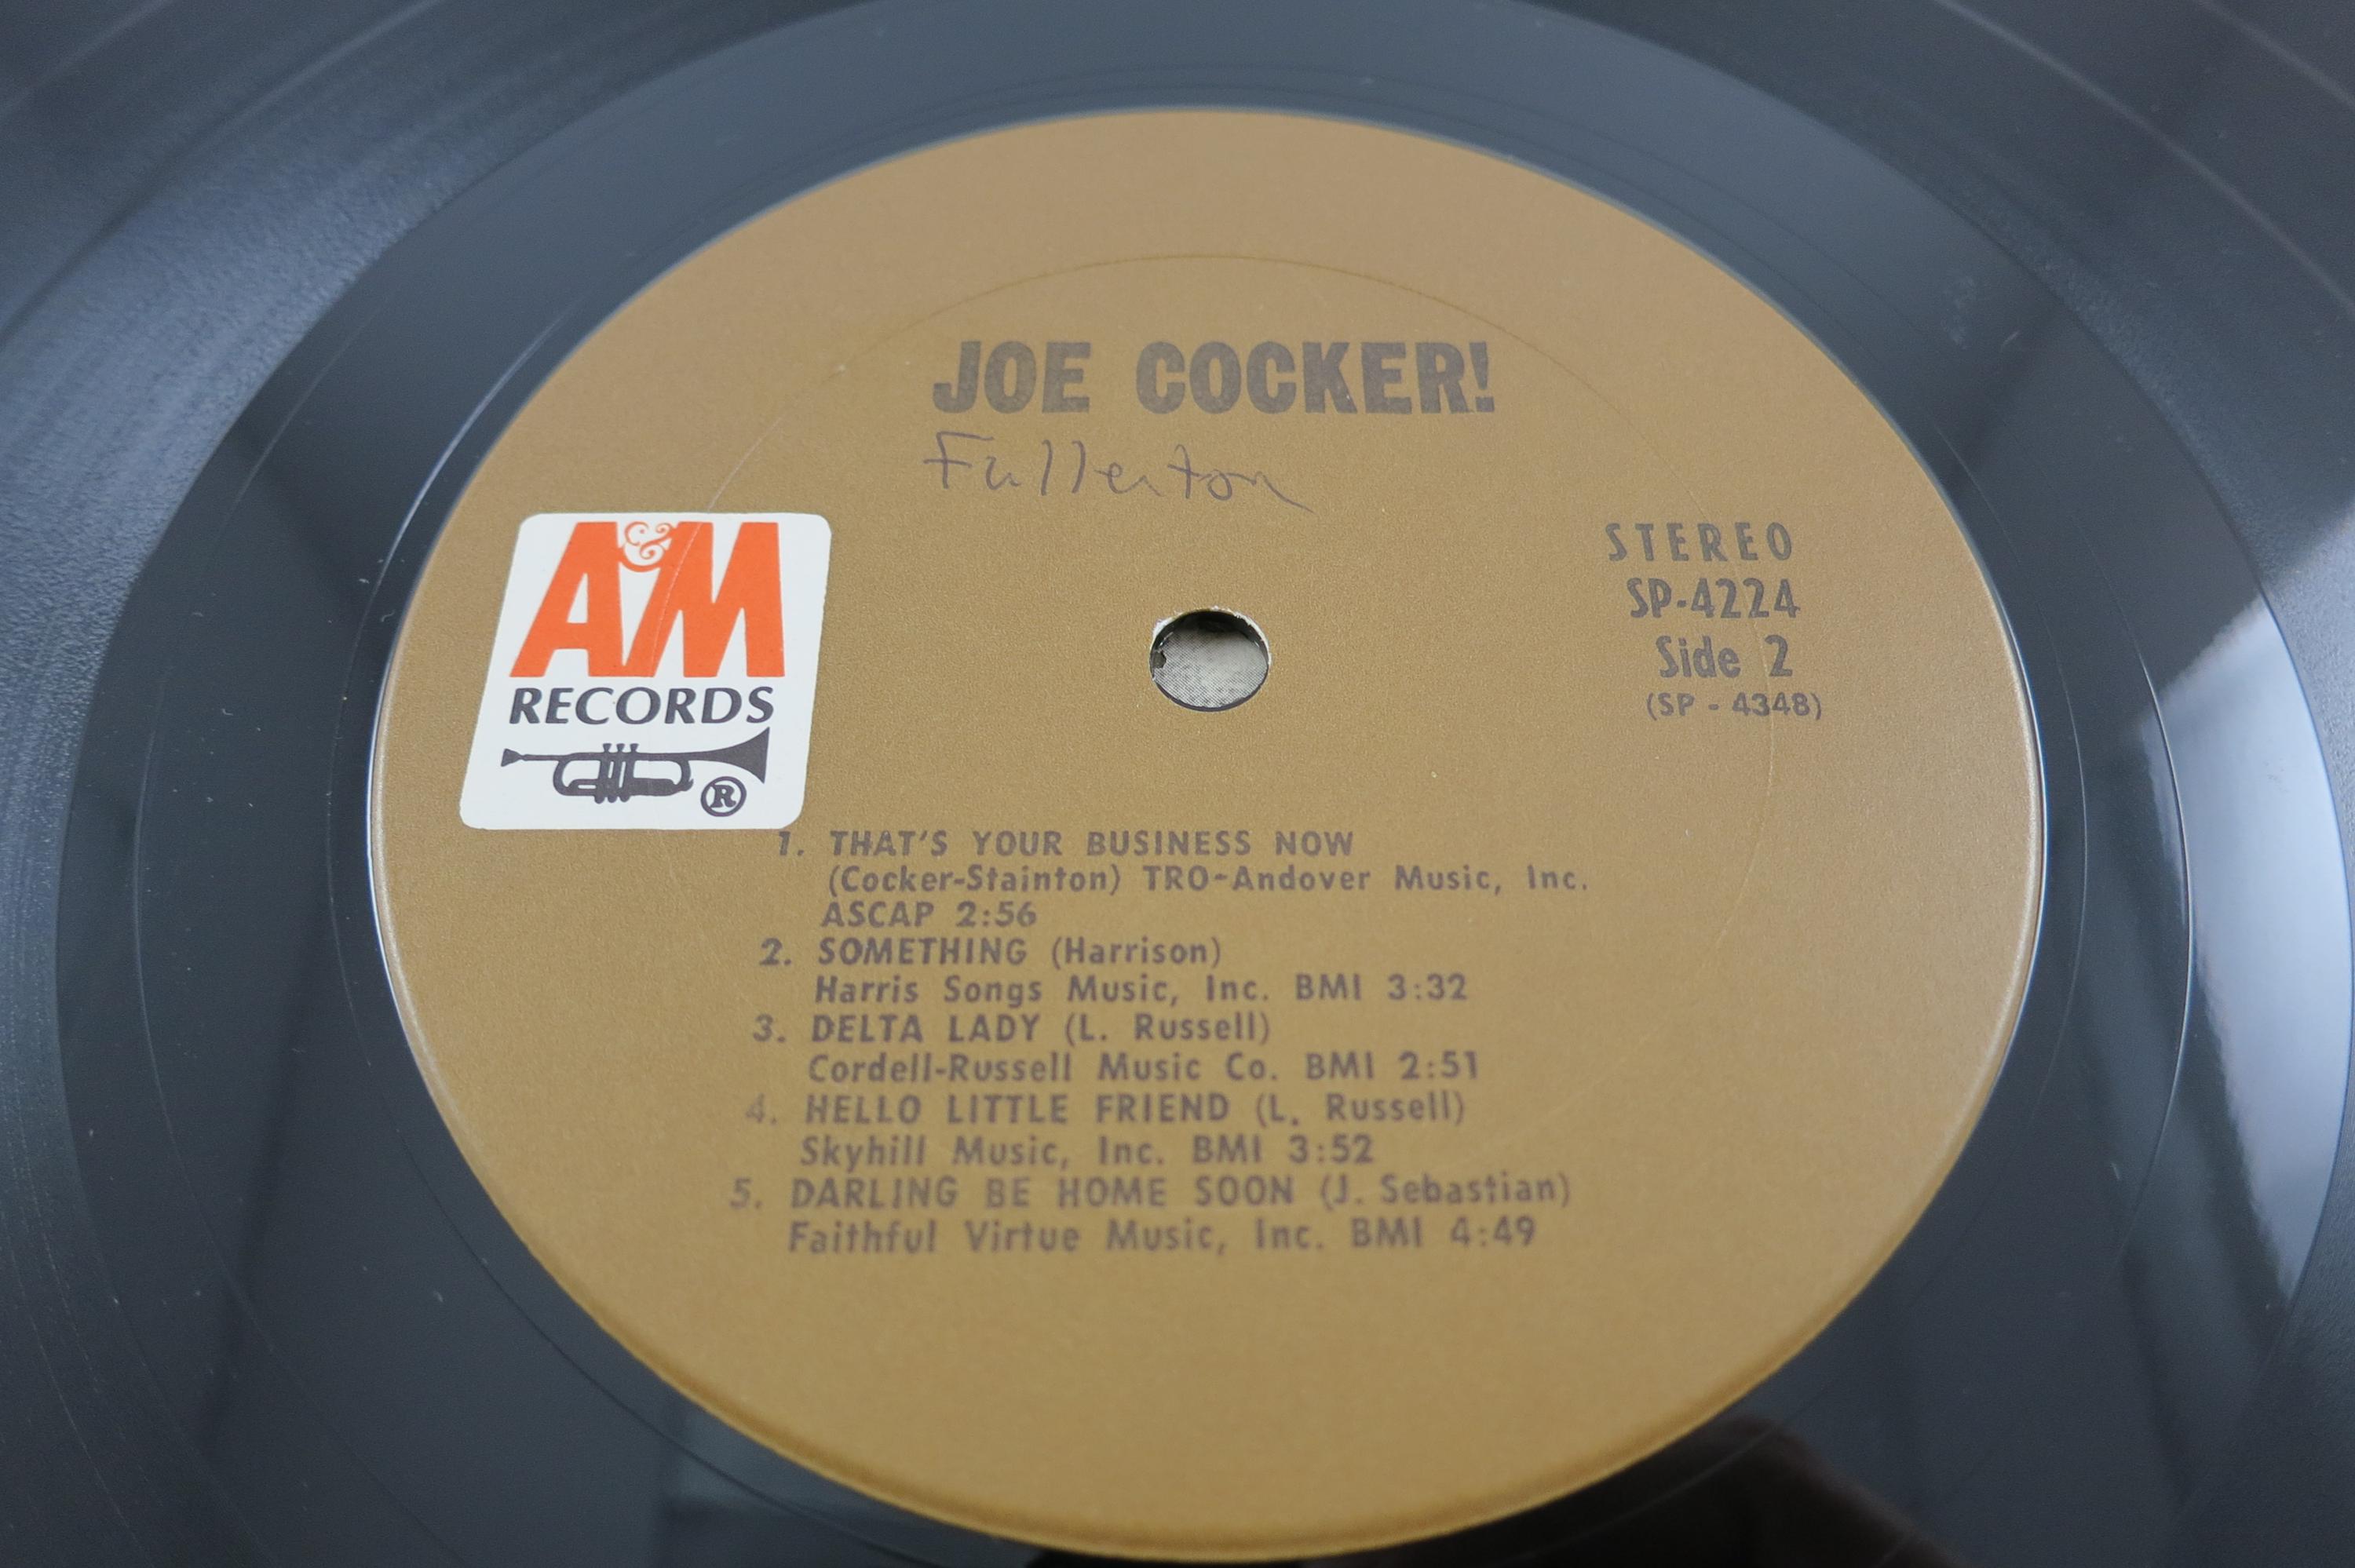 JOE COCKER!
Fullerton
A&M
RECORDS
®
STEREO
SP-4224
Side 2
(SP - 4348)
1. THAT'S YOUR BUSINESS NOW
(Cocker-Stainton) TRO-Andover Music, Inc.
ASCAP 2:56
2. SOMETHING (Harrison)
Harris Songs Music, Inc. BMI 3:32
3. DELTA LADY (L. Russell)
Cordell-Russell Music Co. BMI 2:51
4. HELLO LITTLE FRIEND (L. Russell)
Skyhill Music, Inc. BMI 3:52
5. DARLING BE HOME SOON (J. Sebastian)
Faithful Virtue Music, Inc. BMI 4:49